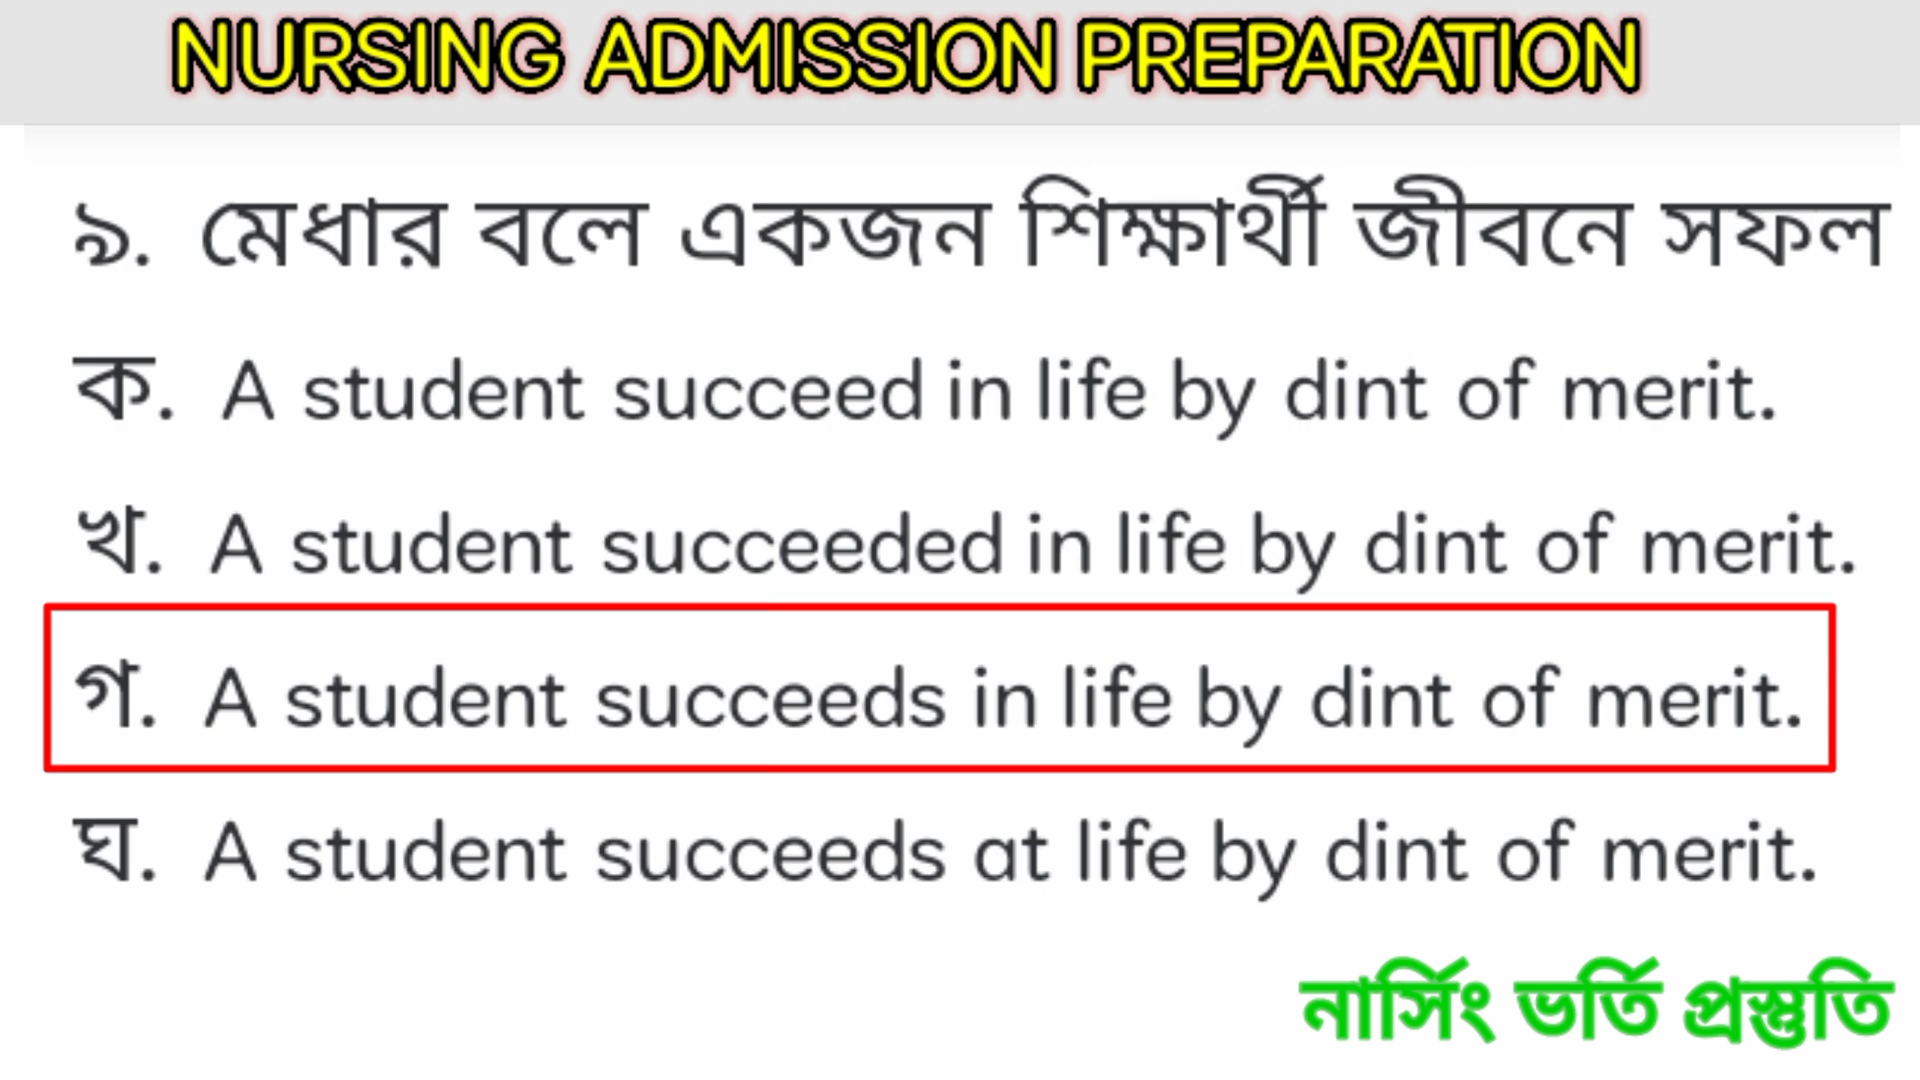 NURSING ADMISSION PREPARATION
৯. মেধার বলে একজন শিক্ষার্থী জীবনে সফল
ক. A student succeed in life by dint of merit.
খ. A student succeeded in life by dint of merit.
গ. A student succeeds in life by dint of merit.
ঘ. A student succeeds at life by dint of merit.
নার্সিং ভর্তি প্রস্তুতি